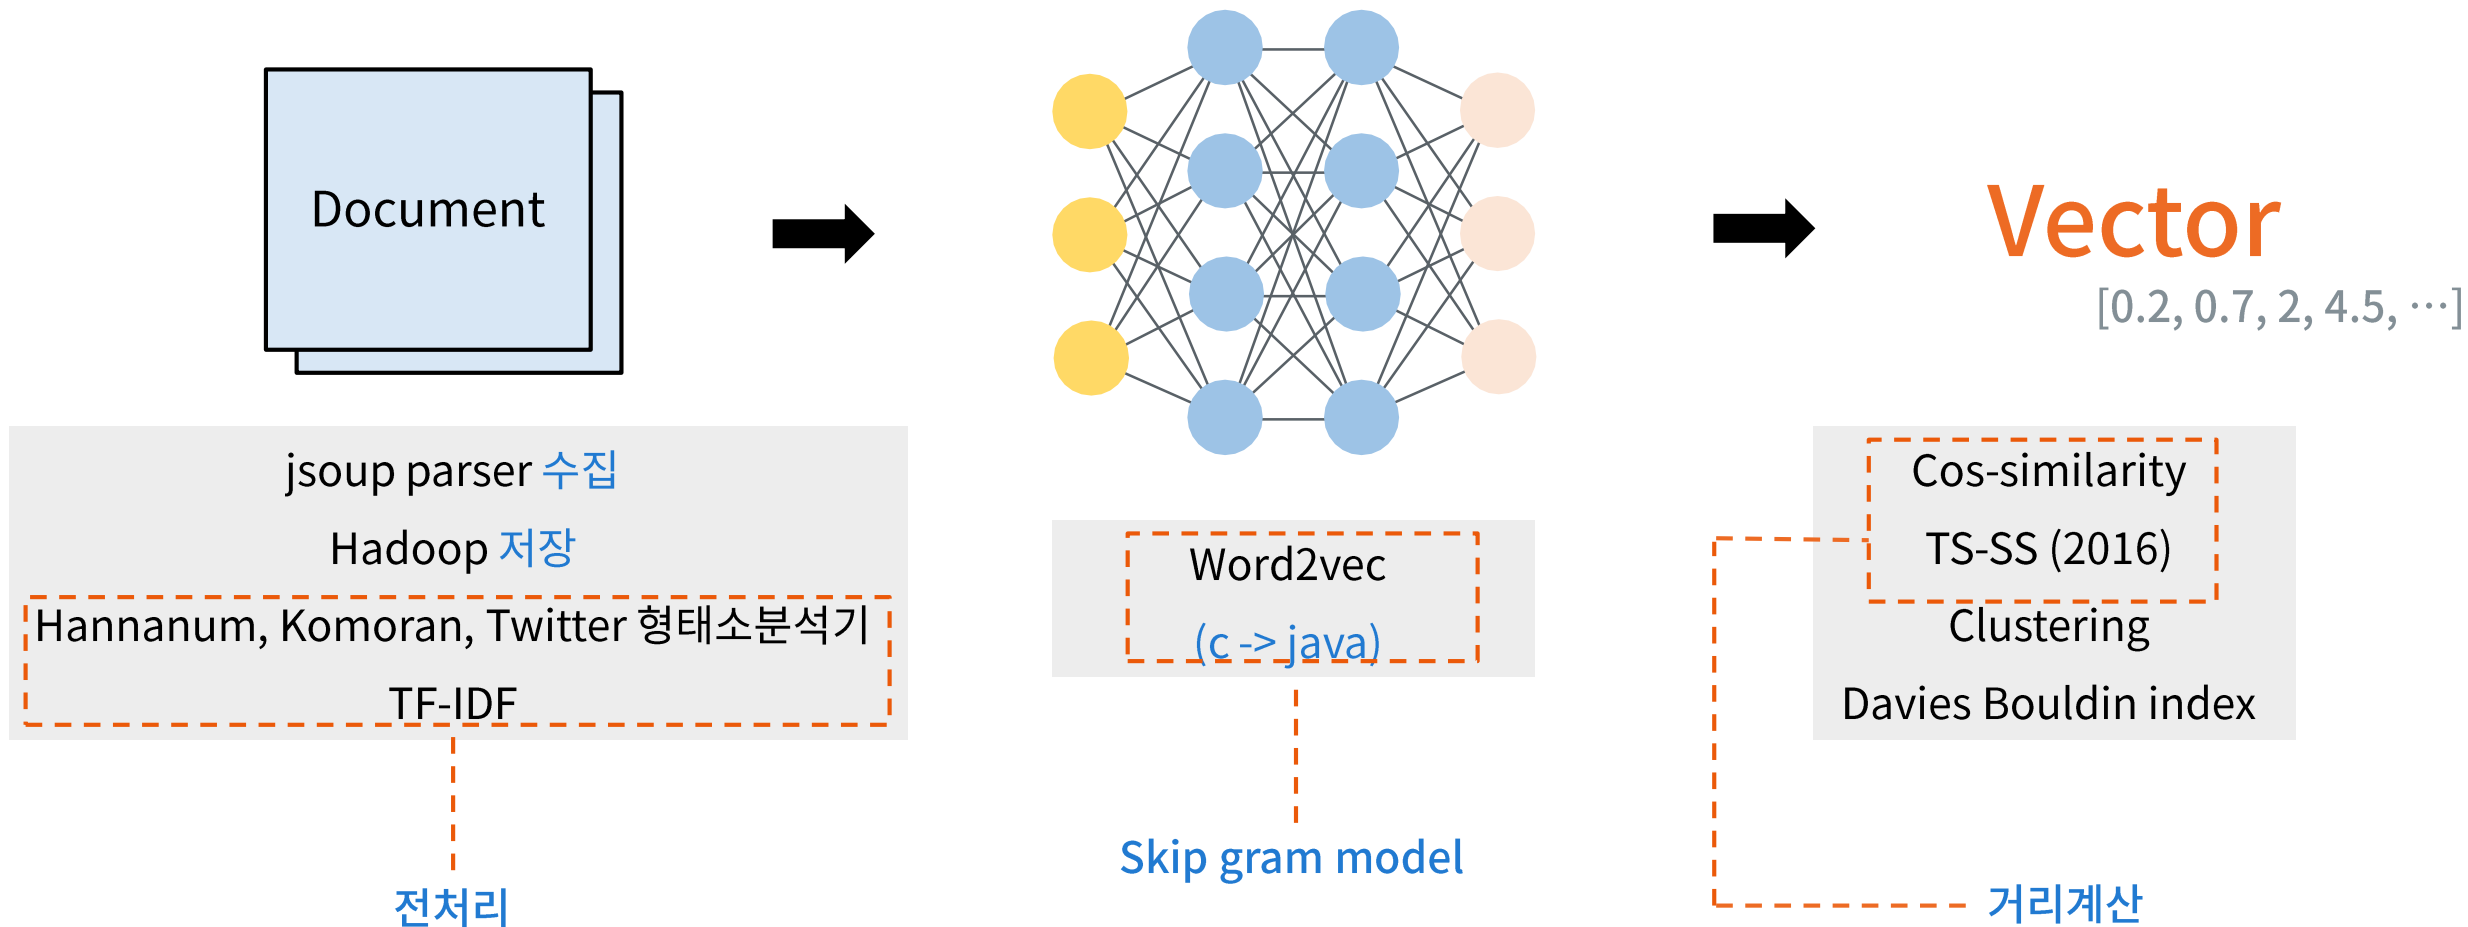 Document
Vector
[0.2, 0.7, 2, 4.5, ⋯]
jsoup parser 수집
Hadoop 저장
Hannanum, Komoran, Twitter 형태소분석기
TF-IDF
전처리
Word2vec
(c -> java)
Skip gram model
Cos-similarity
TS-SS (2016)
Clustering
Davies Bouldin index
거리계산